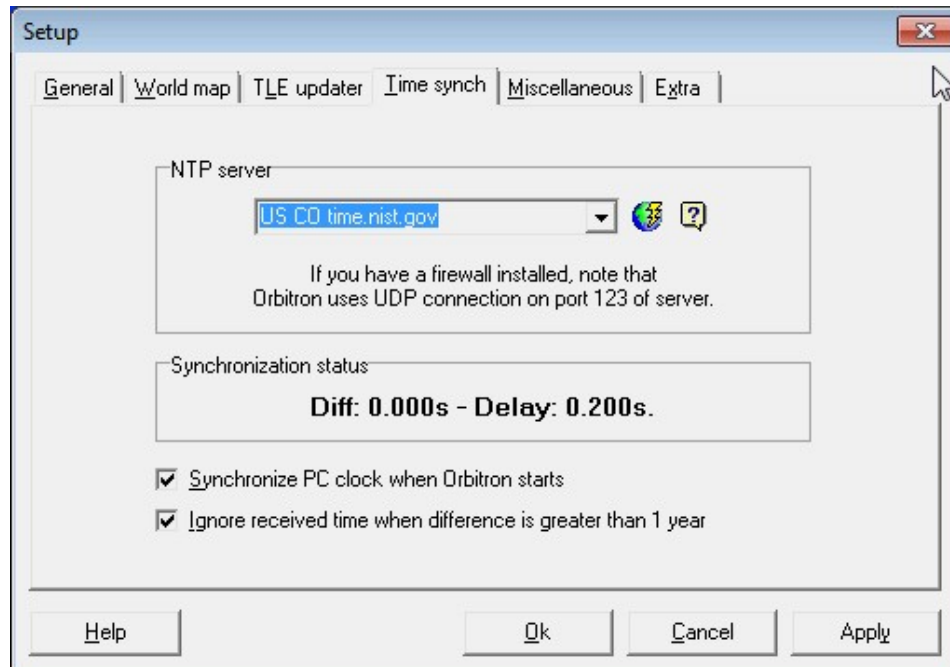 Setup
General World map TLE updater Time synch Miscellaneous Extra
NTP server
US CO time.nist.gov
?
If you have a firewall installed, note that
Orbitron uses UDP connection on port 123 of server.
Synchronization status
Diff: 0.000s - Delay: 0.200s.
Synchronize PC clock when Orbitron starts
Ignore received time when difference is greater than 1 year
Help Ok Cancel Apply